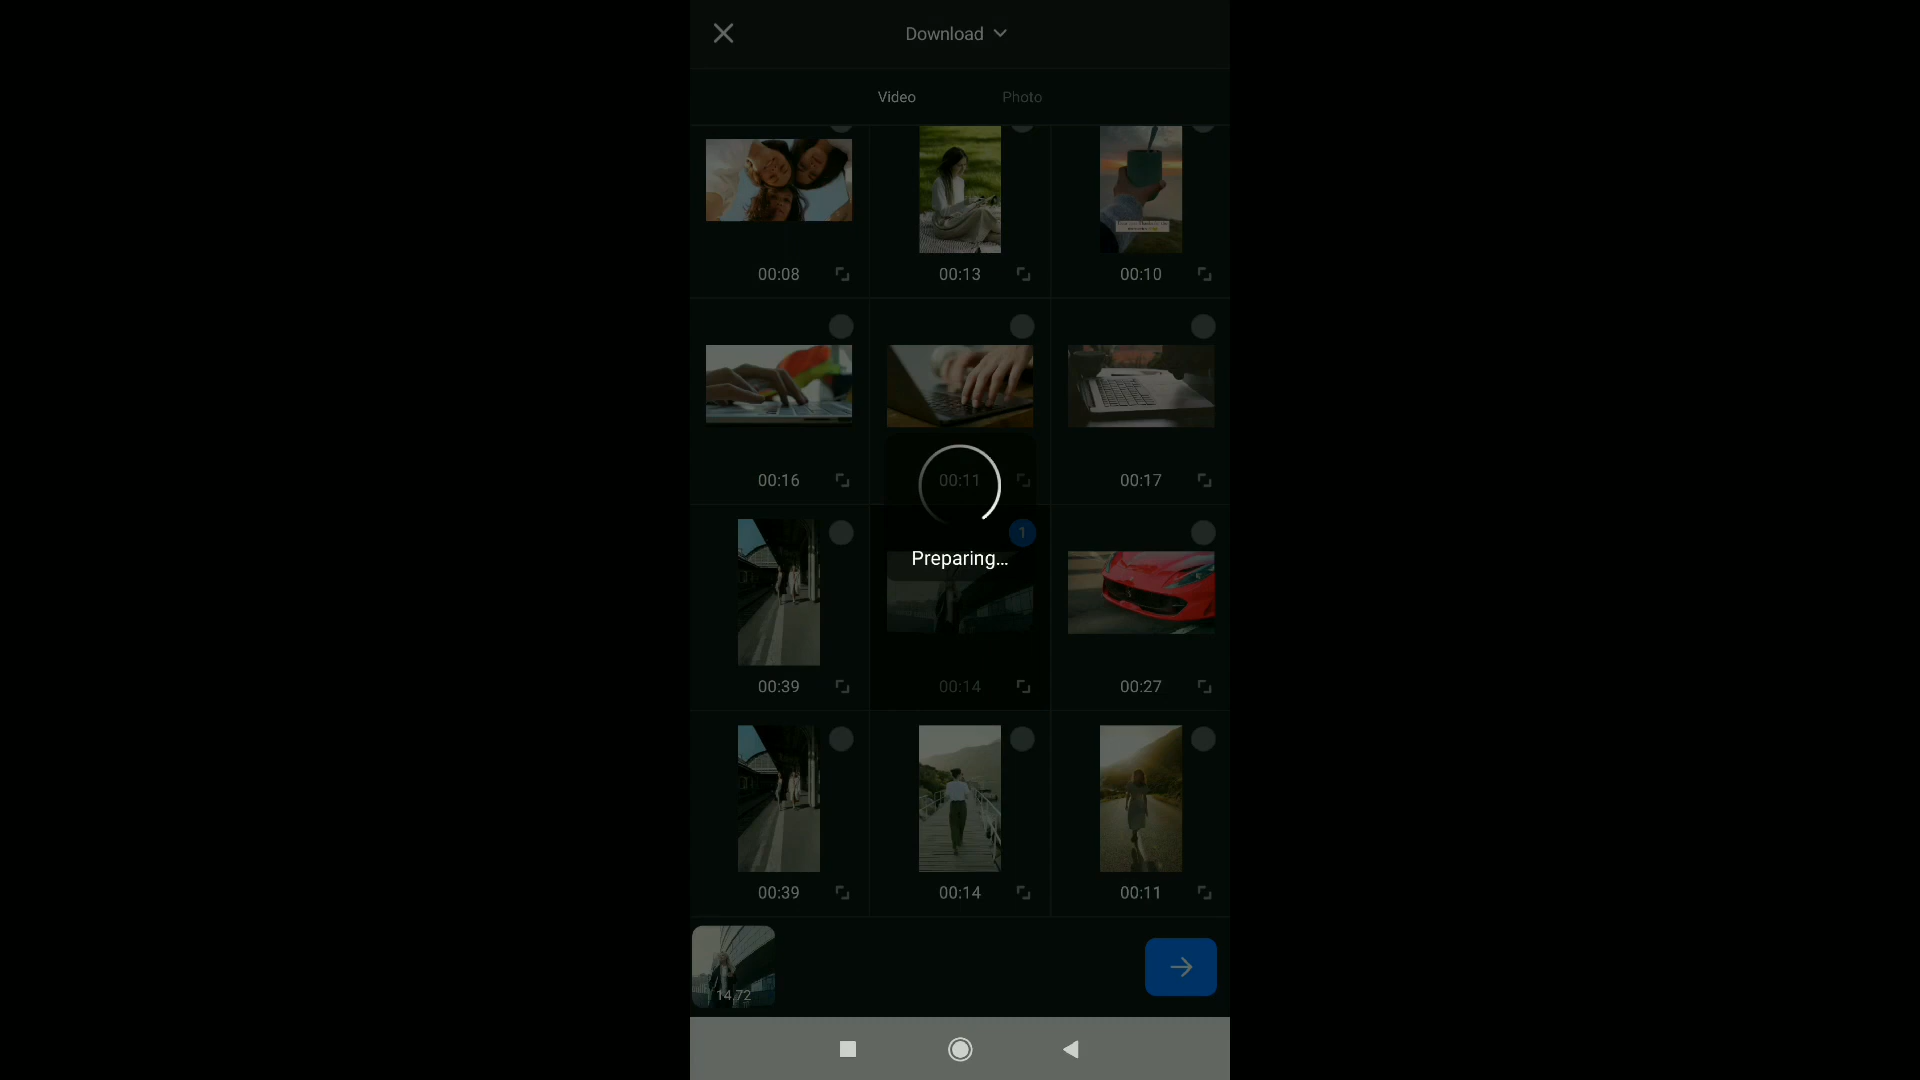 Download
Video Photo
00:08 00:13 00:10
00:16 00:11 00:17
1
Preparing...
00:39 00:14 00:27
00:39 00:14 00:11
14.72